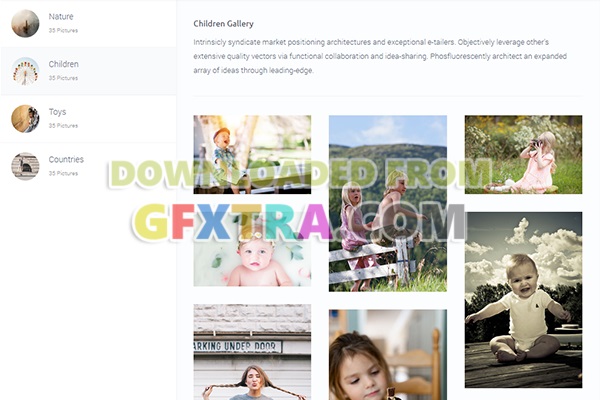 Nature
35 Pictures
Children
35 Pictures
Toys
35 Pictures
Countries
35 Pictures
Children Gallery
Intrinsicly syndicate market positioning architectures and exceptional e-tailers. Objectively leverage other's
extensive quality vectors via functional collaboration and idea-sharing. Phosfluorescently architect an expanded
array of ideas through leading-edge.
DOWNLOADED FROM
GFXTRA.COM
PARKING UNDER DOOR